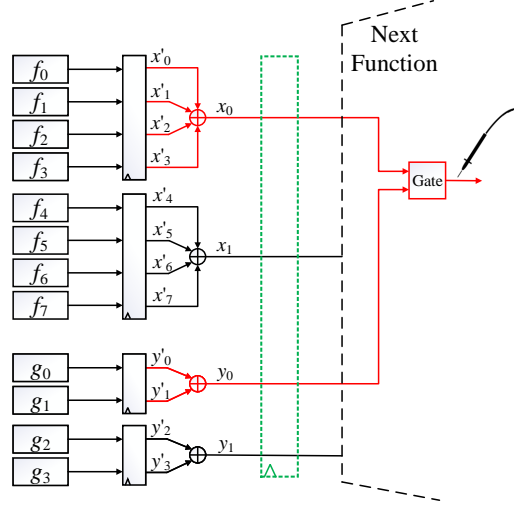 Next
Function
f0
x'0
f1
x'1
x0
f2
x'2
f3
x'3
Gate
f4
x'4
f5
x'5
x1
f6
x'6
f7
x'7
g0
y'0
y0
g1
y'1
g2
y'2
y1
g3
y'3